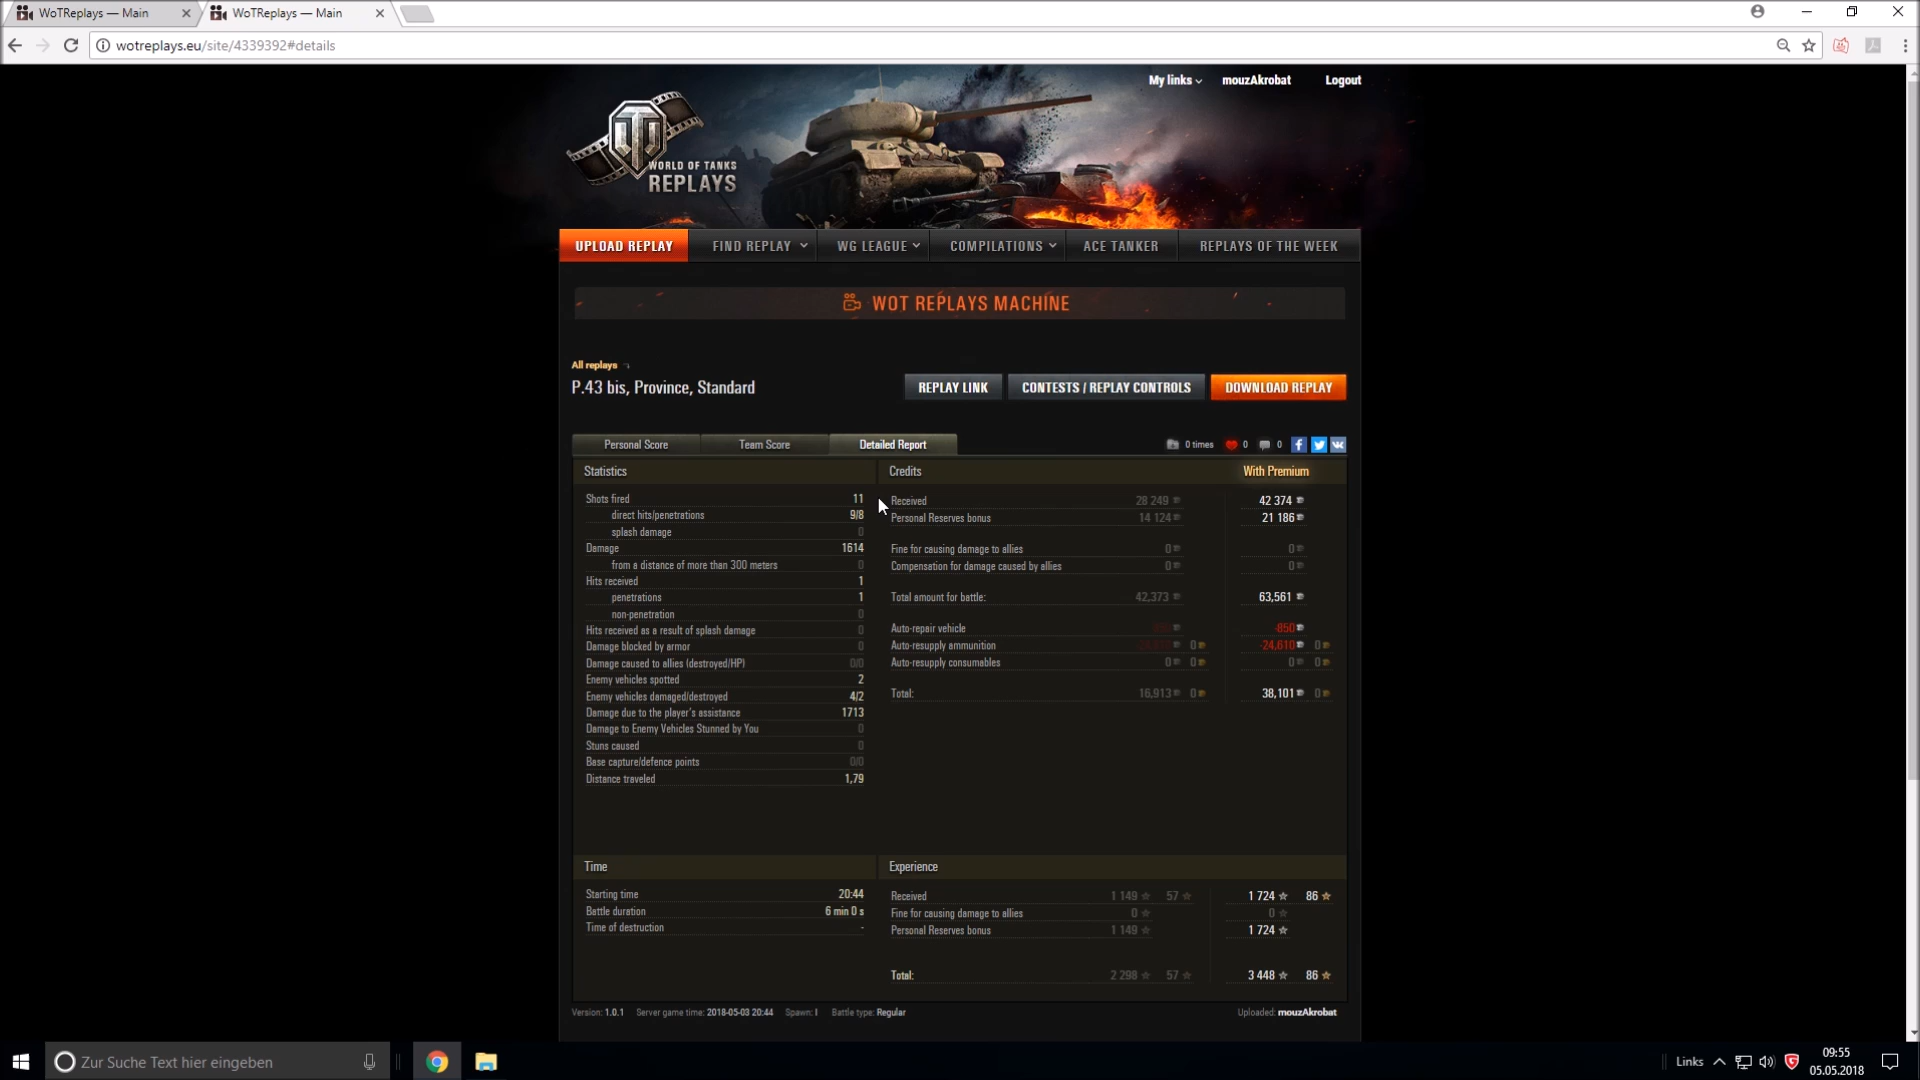 WoTReplays — Main
WoTReplays — Main
wotreplays.eu/site/4339392#details
My links
mouzAkrobat
Logout
WORLD OF TANKS
REPLAYS
UPLOAD REPLAY
FIND REPLAY
WG LEAGUE
COMPILATIONS
ACE TANKER
REPLAYS OF THE WEEK
WOT REPLAYS MACHINE
All replays
P.43 bis, Province, Standard
REPLAY LINK
CONTESTS / REPLAY CONTROLS
DOWNLOAD REPLAY
Personal Score
Team Score
Detailed Report
0 times
0
0
Statistics
Shots fired 11
direct hits/penetrations 9/8
splash damage 0
Damage 1614
from a distance of more than 300 meters 0
Hits received 1
penetrations 1
non-penetration 0
Hits received as a result of splash damage 0
Damage blocked by armor 0
Damage caused to allies (destroyed/HP) 0/0
Enemy vehicles spotted 2
Enemy vehicles damaged/destroyed 4/2
Damage due to the player's assistance 1713
Damage to Enemy Vehicles Stunned by You 0
Stuns caused 0
Base capture/defence points 0/0
Distance traveled 1,79
Credits With Premium
Received 28 249 42 374
Personal Reserves bonus 14 124 21 186
Fine for causing damage to allies 0 0
Compensation for damage caused by allies 0 0
Total amount for battle: 42,373 63,561
Auto-repair vehicle -850
Auto-resupply ammunition 0 -24,610 0
Auto-resupply consumables 0 0 0 0
Total: 16,913 0 38,101 0
Time
Starting time 20:44
Battle duration 6 min 0 s
Time of destruction -
Experience
Received 1 149 57 1 724 86
Fine for causing damage to allies 0 0
Personal Reserves bonus 1 149 1 724
Total: 2 298 57 3 448 86
Version: 1.0.1 Server game time: 2018-05-03 20:44 Spawn: I Battle type: Regular
Uploaded: mouzAkrobat
Zur Suche Text hier eingeben
Links
09:55
05.05.2018